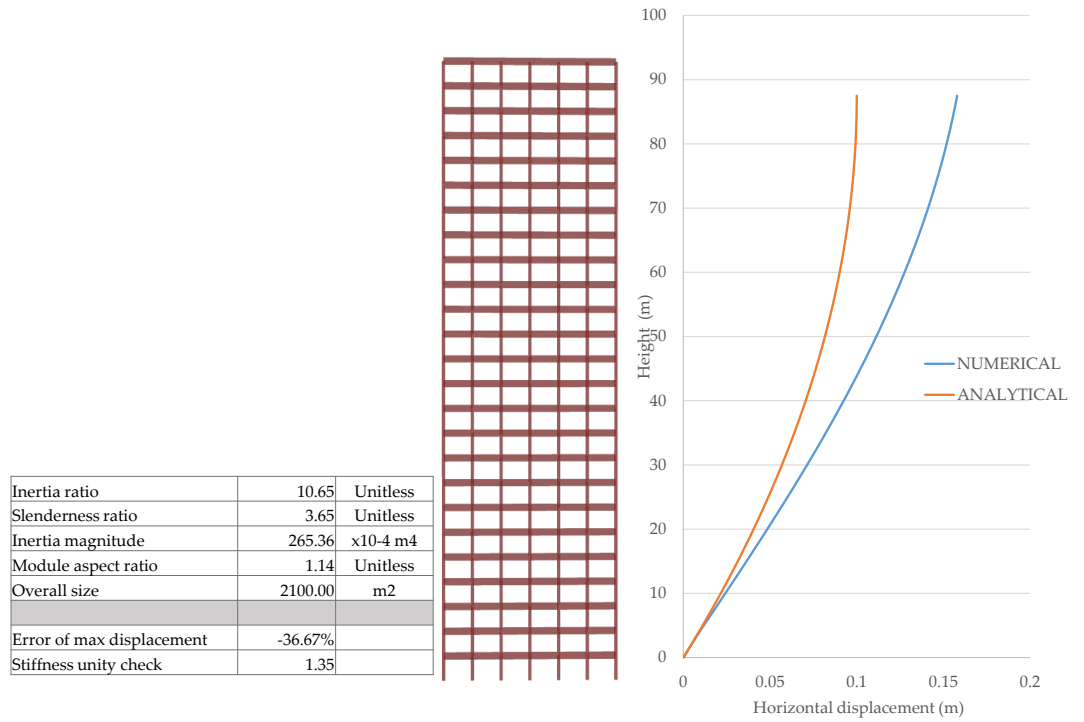 Inertia ratio 10.65 Unitless
Slenderness ratio 3.65 Unitless
Inertia magnitude 265.36 x10-4 m4
Module aspect ratio 1.14 Unitless
Overall size 2100.00 m2
Error of max displacement -36.67%
Stiffness unity check 1.35
100
90
80
70
60
50
40
30
20
10
0
Height (m)
0 0.05 0.1 0.15 0.2
Horizontal displacement (m)
NUMERICAL
ANALYTICAL